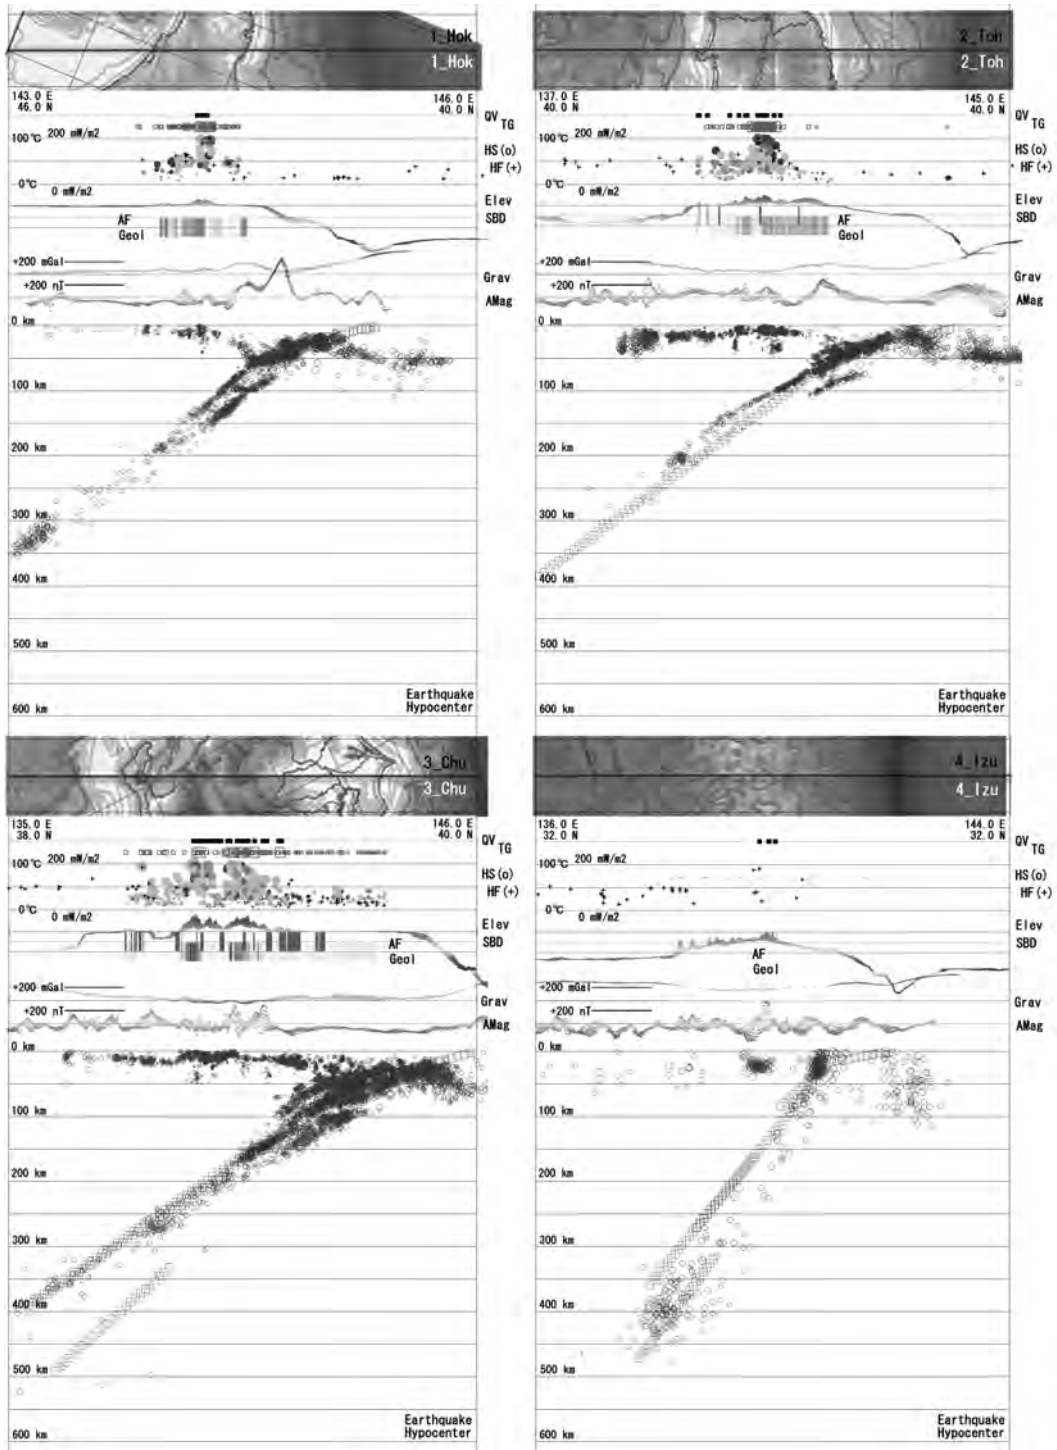 1_Hok
1_Hok
143.0 E
46.0 N
146.0 E
40.0 N
QV
TG
100℃ 200 mW/m2
HS(o)
HF(+)
0℃ 0 mW/m2
Elev
SBD
AF
Geol
+200 mGal
Grav
+200 nT
AMag
0 km
100 km
200 km
300 km
400 km
500 km
600 km
Earthquake
Hypocenter
2_Toh
2_Toh
137.0 E
40.0 N
145.0 E
40.0 N
QV
TG
100℃ 200 mW/m2
HS(o)
HF(+)
0℃ 0 mW/m2
Elev
SBD
AF
Geol
+200 mGal
Grav
+200 nT
AMag
0 km
100 km
200 km
300 km
400 km
500 km
600 km
Earthquake
Hypocenter
3_Chu
3_Chu
135.0 E
38.0 N
146.0 E
40.0 N
QV
TG
100℃ 200 mW/m2
HS(o)
HF(+)
0℃ 0 mW/m2
Elev
SBD
AF
Geol
+200 mGal
Grav
+200 nT
AMag
0 km
100 km
200 km
300 km
400 km
500 km
600 km
Earthquake
Hypocenter
4_Izu
4_Izu
136.0 E
32.0 N
144.0 E
32.0 N
QV
TG
100℃ 200 mW/m2
HS(o)
HF(+)
0℃ 0 mW/m2
Elev
SBD
AF
Geol
+200 mGal
Grav
+200 nT
AMag
0 km
100 km
200 km
300 km
400 km
500 km
600 km
Earthquake
Hypocenter